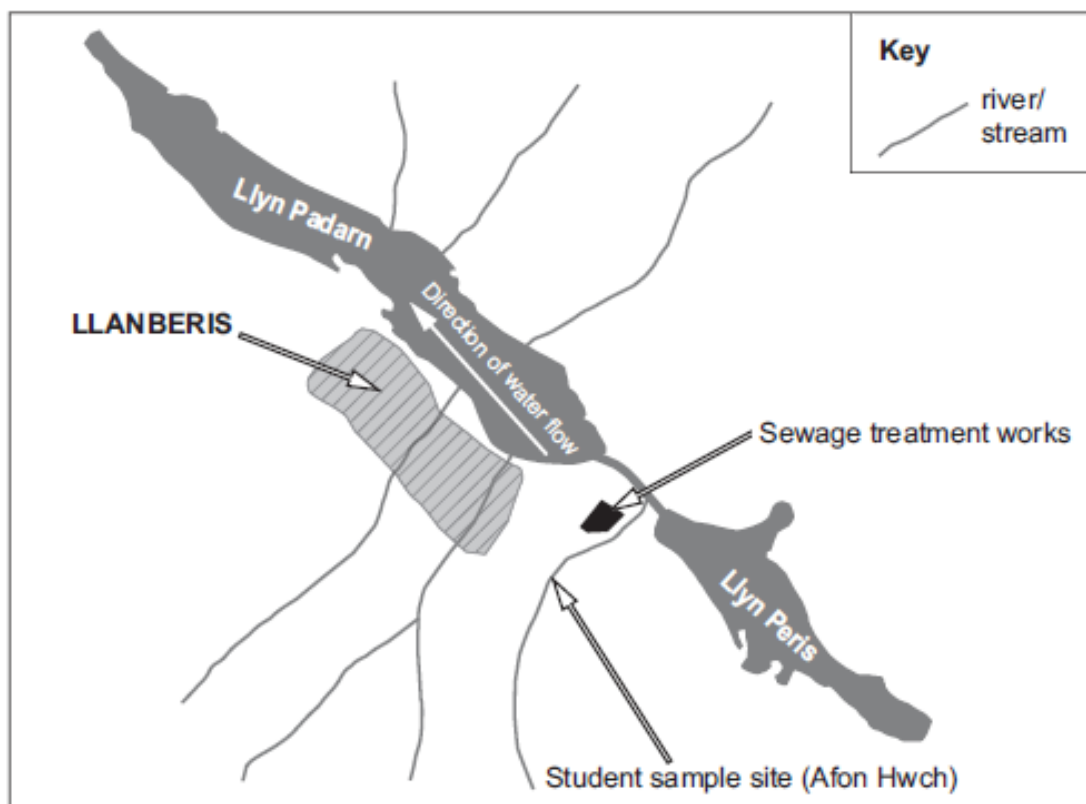 Key
river/
stream
Llyn Padarn
Direction of water flow
LLANBERIS
Sewage treatment works
Llyn Peris
Student sample site (Afon Hwch)